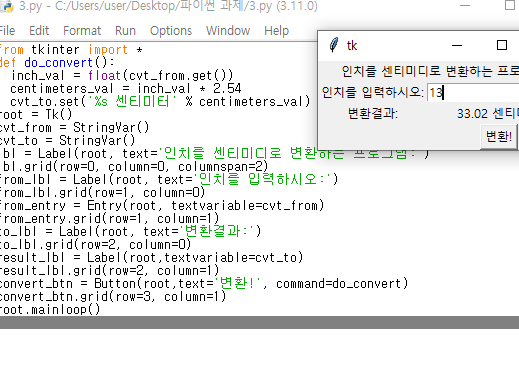 3.py - C:/Users/user/Desktop/파이썬 과제/3.py (3.11.0)
File Edit Format Run Options Window Help
from tkinter import *
def do_convert():
inch_val = float(cvt_from.get())
centimeters_val = inch_val * 2.54
cvt_to.set('%s 센티미터' % centimeters_val)
root = Tk()
cvt_from = StringVar()
cvt_to = StringVar()
lbl = Label(root, text='인치를 센티미디로 변환하는 프로그램:')
lbl.grid(row=0, column=0, columnspan=2)
from_lbl = Label(root, text='인치를 입력하시오:')
from_lbl.grid(row=1, column=0)
from_entry = Entry(root, textvariable=cvt_from)
from_entry.grid(row=1, column=1)
to_lbl = Label(root, text='변환결과:')
to_lbl.grid(row=2, column=0)
result_lbl = Label(root,textvariable=cvt_to)
result_lbl.grid(row=2, column=1)
convert_btn = Button(root,text='변환!', command=do_convert)
convert_btn.grid(row=3, column=1)
root.mainloop()
tk
인치를 센티미디로 변환하는 프로
인치를 입력하시오: 13
변환결과: 33.02 센티
변환!